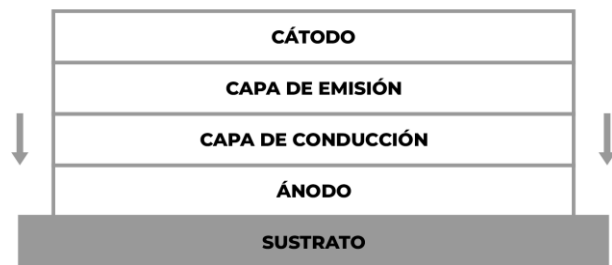 CÁTODO
CAPA DE EMISIÓN
CAPA DE CONDUCCIÓN
ÁNODO
SUSTRATO